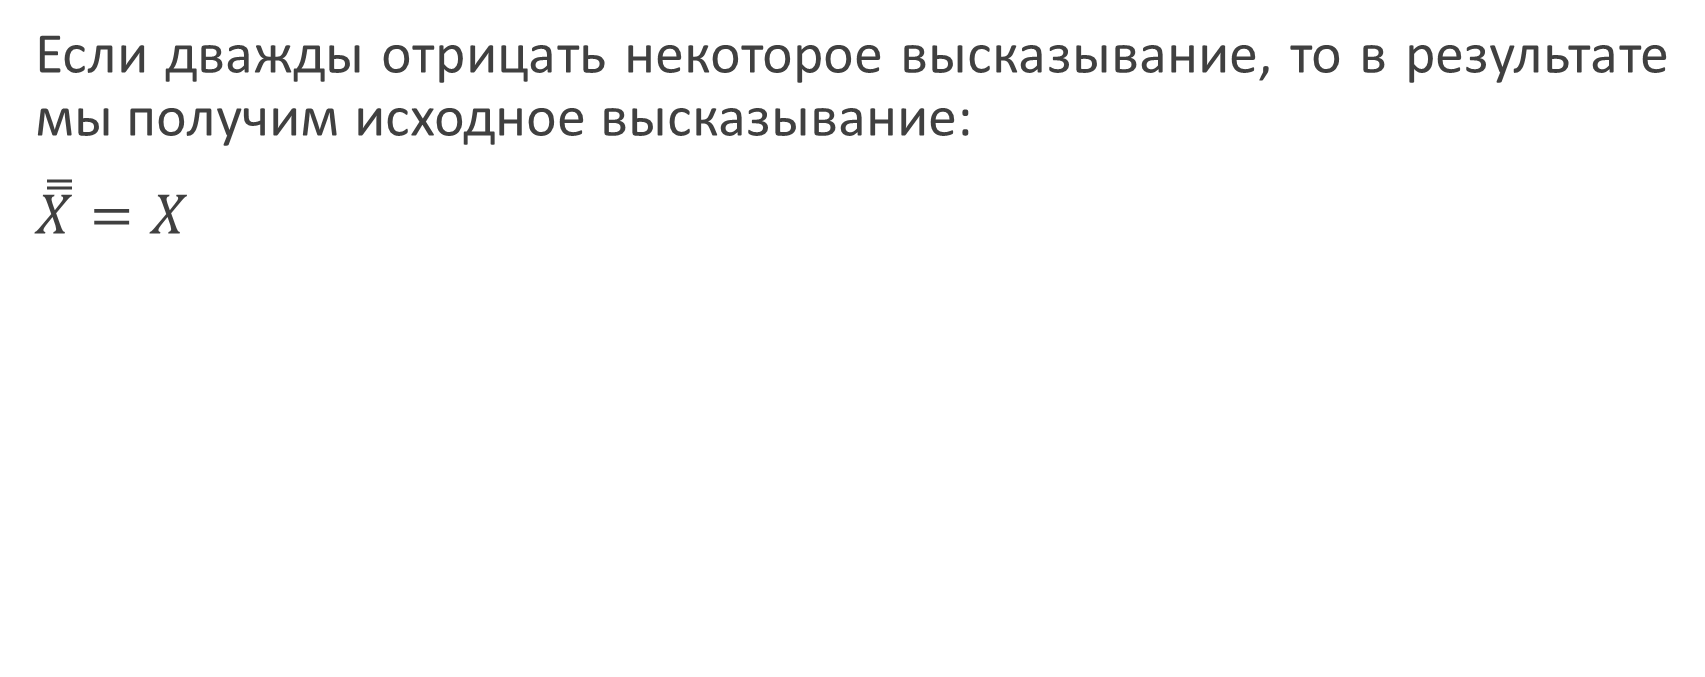 Если дважды отрицать некоторое высказывание, то в результате
мы получим исходное высказывание:
X̿ = X